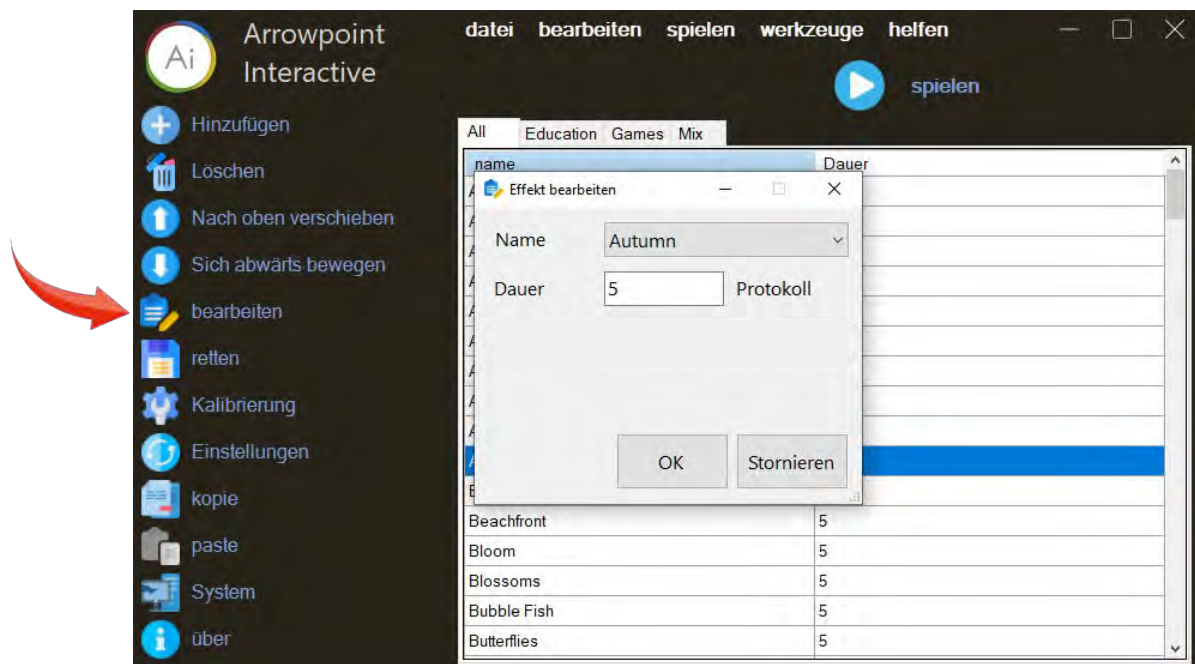 Ai
Arrowpoint
Interactive
datei bearbeiten spielen werkzeuge helfen
spielen
Hinzufügen
Löschen
Nach oben verschieben
Sich abwärts bewegen
bearbeiten
retten
Kalibrierung
Einstellungen
kopie
paste
System
über
All Education Games Mix
name Dauer
Effekt bearbeiten
Name Autumn
Dauer 5 Protokoll
OK Stornieren
Beachfront 5
Bloom 5
Blossoms 5
Bubble Fish 5
Butterflies 5